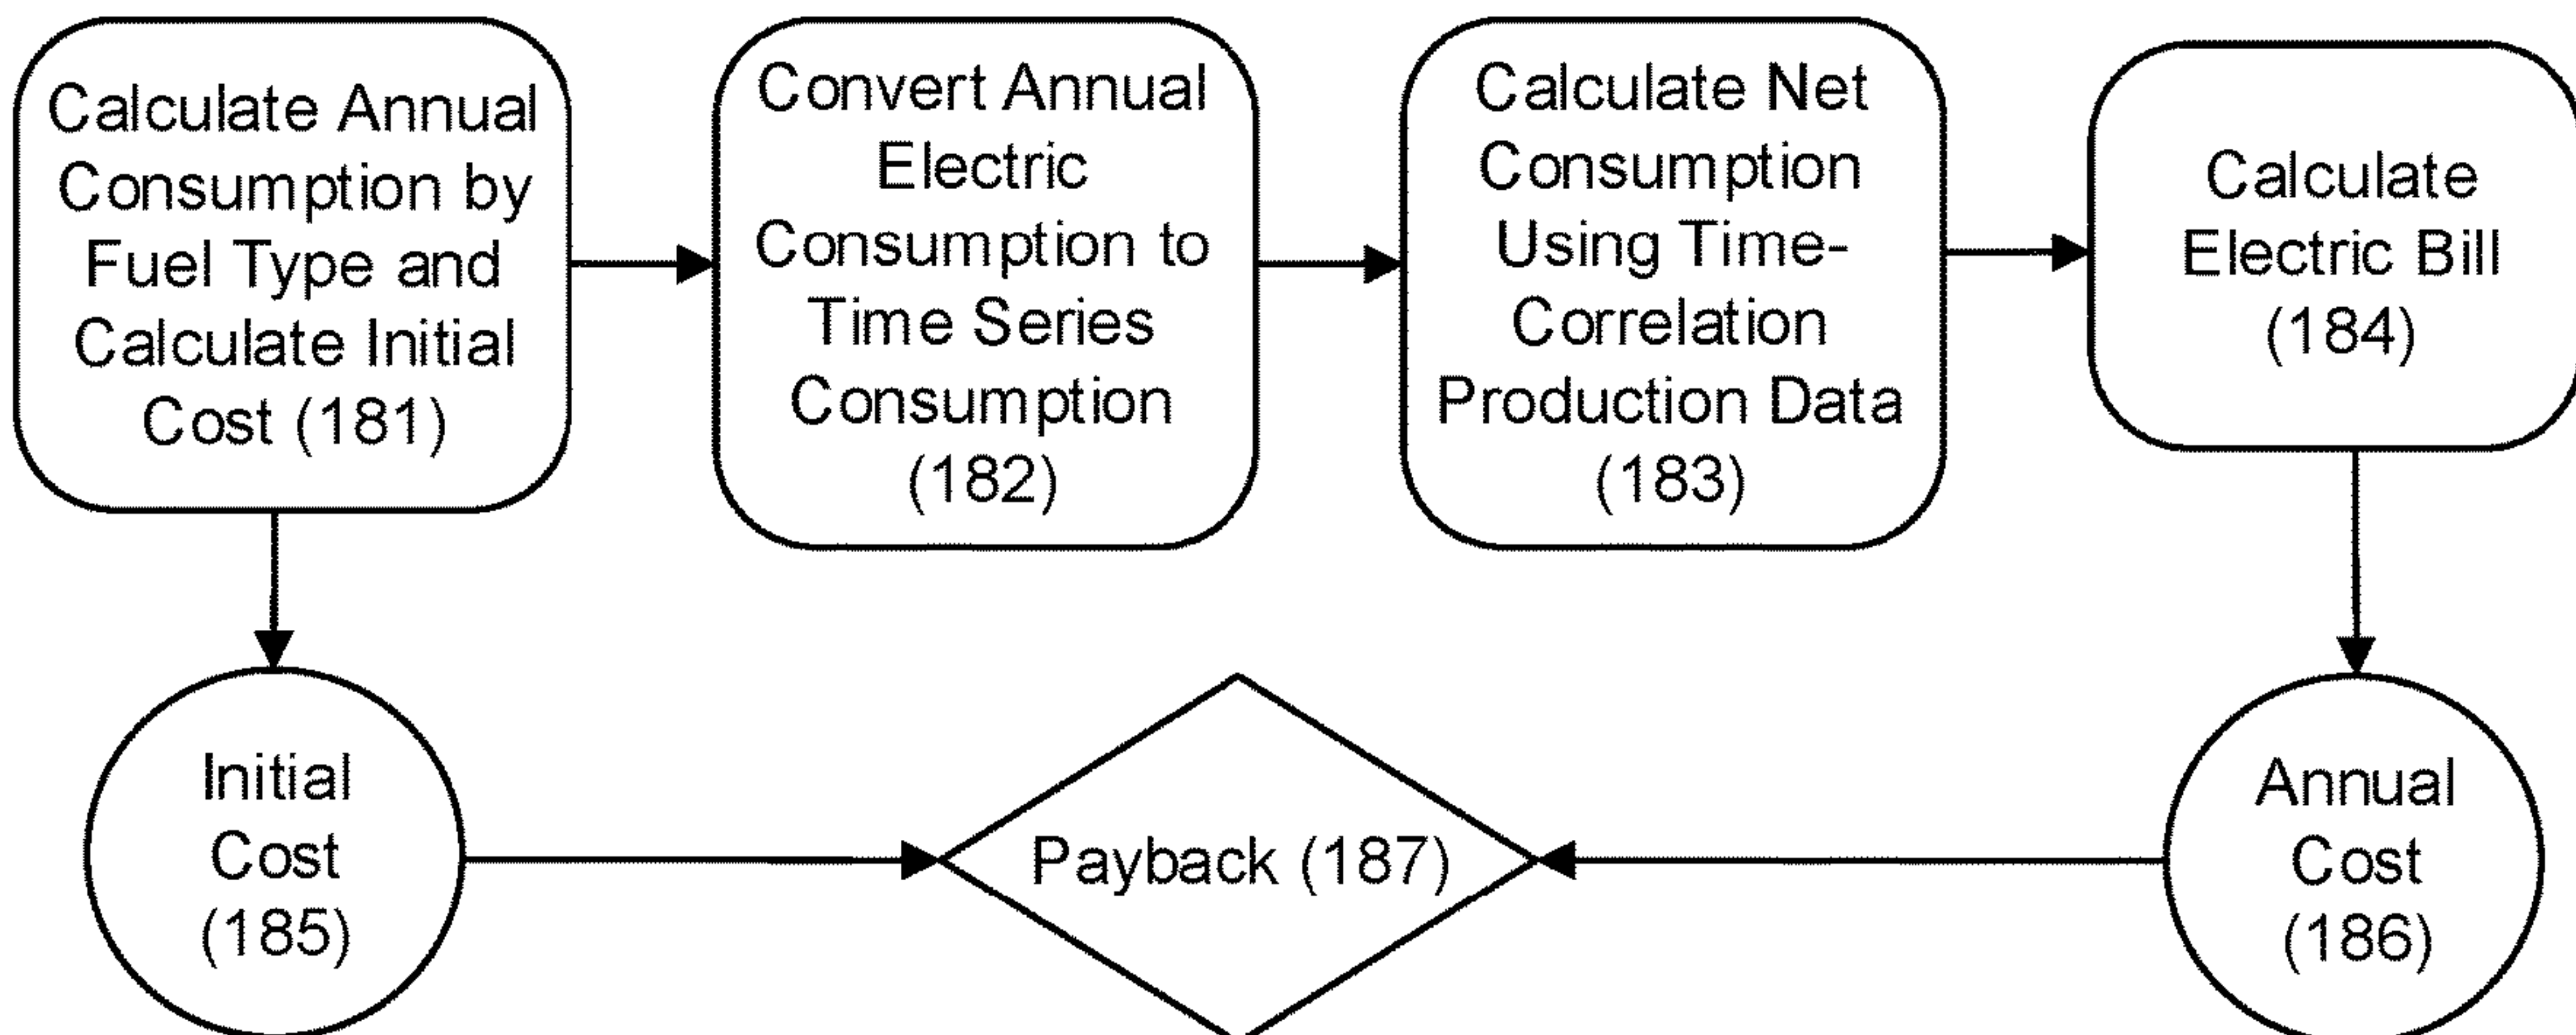 Calculate Annual
Consumption by
Fuel Type and
Calculate Initial
Cost (181)
Convert Annual
Electric
Consumption to
Time Series
Consumption
(182)
Calculate Net
Consumption
Using Time-
Correlation
Production Data
(183)
Calculate
Electric Bill
(184)
Initial
Cost
(185)
Payback (187)
Annual
Cost
(186)